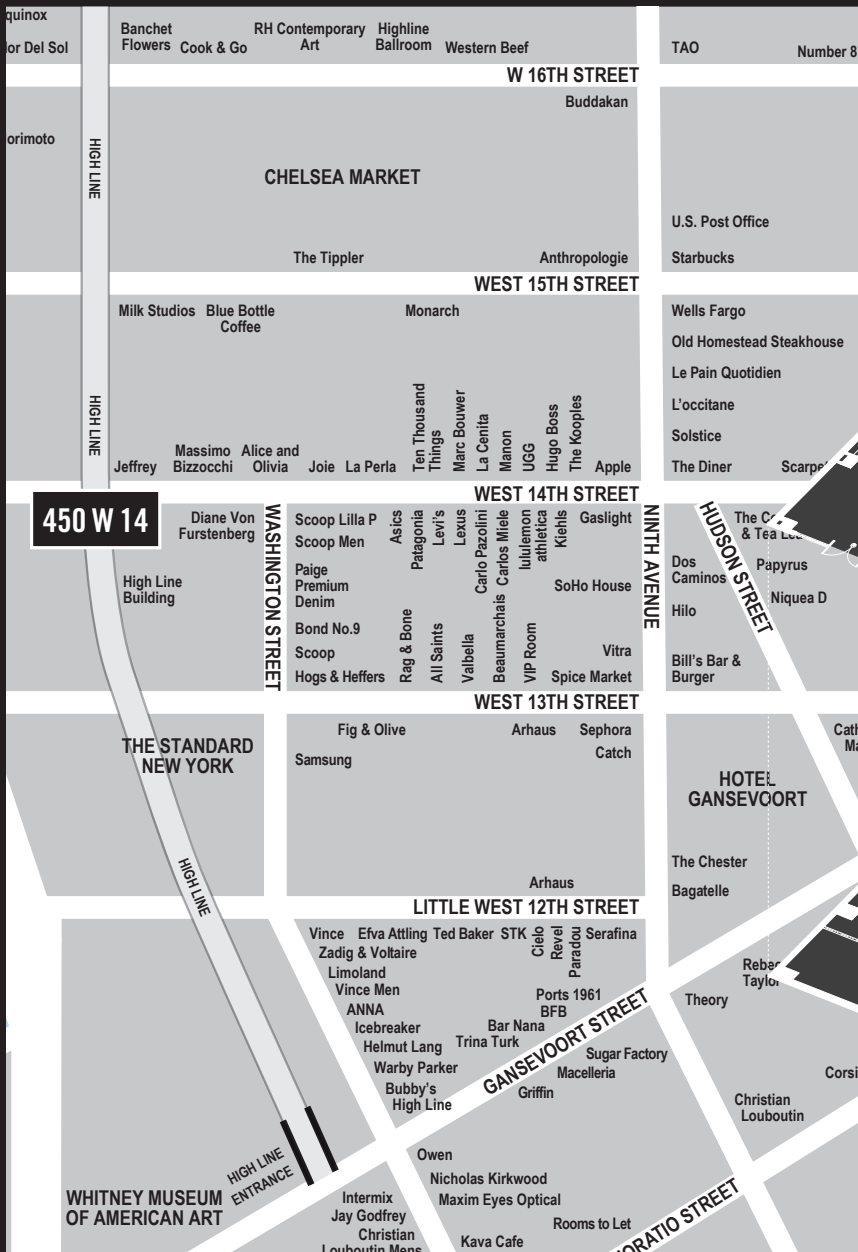 Banchet
Flowers
Cook & Go
RH Contemporary
Art
Highline
Ballroom
Western Beef
TAO
Number 8
Del Sol
W 16TH STREET
Buddakan
HIGH LINE
CHELSEA MARKET
U.S. Post Office
The Tippler
Anthropologie
Starbucks
WEST 15TH STREET
Milk Studios
Blue Bottle
Coffee
Monarch
Wells Fargo
Old Homestead Steakhouse
Le Pain Quotidien
L'occitane
Solstice
The Diner
HIGH LINE
Jeffrey
Massimo
Bizzocchi
Alice and
Olivia
Joie
La Perla
Ten Thousand
Things
Marc Bouwer
La Cenita
Manon
UGG
Hugo Boss
The Kooples
Apple
WEST 14TH STREET
450 W 14
Diane Von
Furstenberg
High Line
Building
WASHINGTON STREET
Scoop Lilla P
Scoop Men
Paige
Premium
Denim
Bond No.9
Scoop
Hogs & Heffers
Asics
Patagonia
Levi's
Lexus
Carlo Pazolini
Carlos Miele
lululemon
athletica
Kiehls
Gaslight
SoHo House
Rag & Bone
All Saints
Valbella
Beaumarchais
VIP Room
Vitra
Spice Market
NINTH AVENUE
HUDSON STREET
The
& Tea
Dos
Caminos
Papyrus
Niquea D
Hilo
Bill's Bar &
Burger
WEST 13TH STREET
THE STANDARD
NEW YORK
Fig & Olive
Samsung
Arhaus
Sephora
Catch
HOTEL
GANSEVOORT
The Chester
Bagatelle
HIGH LINE
Arhaus
LITTLE WEST 12TH STREET
Vince
Efva Attling
Ted Baker
STK
Cielo
Revel
Paradou
Serafina
Zadig & Voltaire
Limoland
Vince Men
ANNA
Icebreaker
Helmut Lang
Warby Parker
Bubby's
High Line
Ports 1961
BFB
Bar Nana
Trina Turk
GANSEVOORT STREET
Sugar Factory
Macelleria
Griffin
Taylor
Theory
Christian
Louboutin
HIGH LINE
ENTRANCE
WHITNEY MUSEUM
OF AMERICAN ART
Owen
Nicholas Kirkwood
Maxim Eyes Optical
Rooms to Let
Kava Cafe
Intermix
Jay Godfrey
Christian
Louboutin Mens
STREET